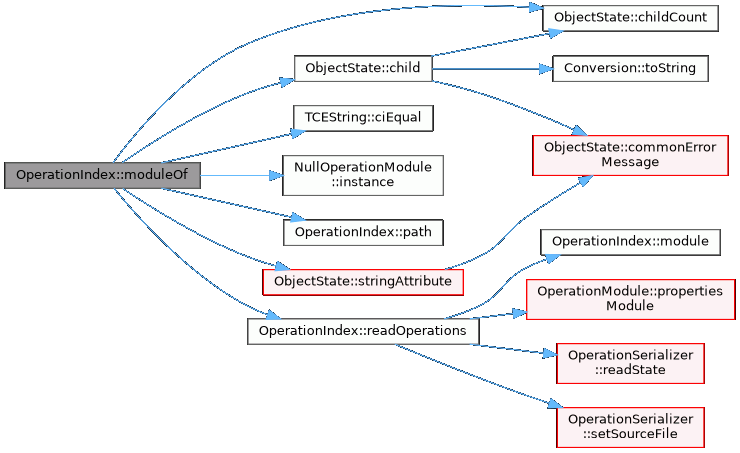 OperationIndex::moduleOf
ObjectState::childCount
ObjectState::child
Conversion::toString
TCEString::ciEqual
ObjectState::commonError
Message
NullOperationModule
::instance
OperationIndex::path
OperationIndex::module
ObjectState::stringAttribute
OperationModule::properties
Module
OperationIndex::readOperations
OperationSerializer
::readState
OperationSerializer
::setSourceFile